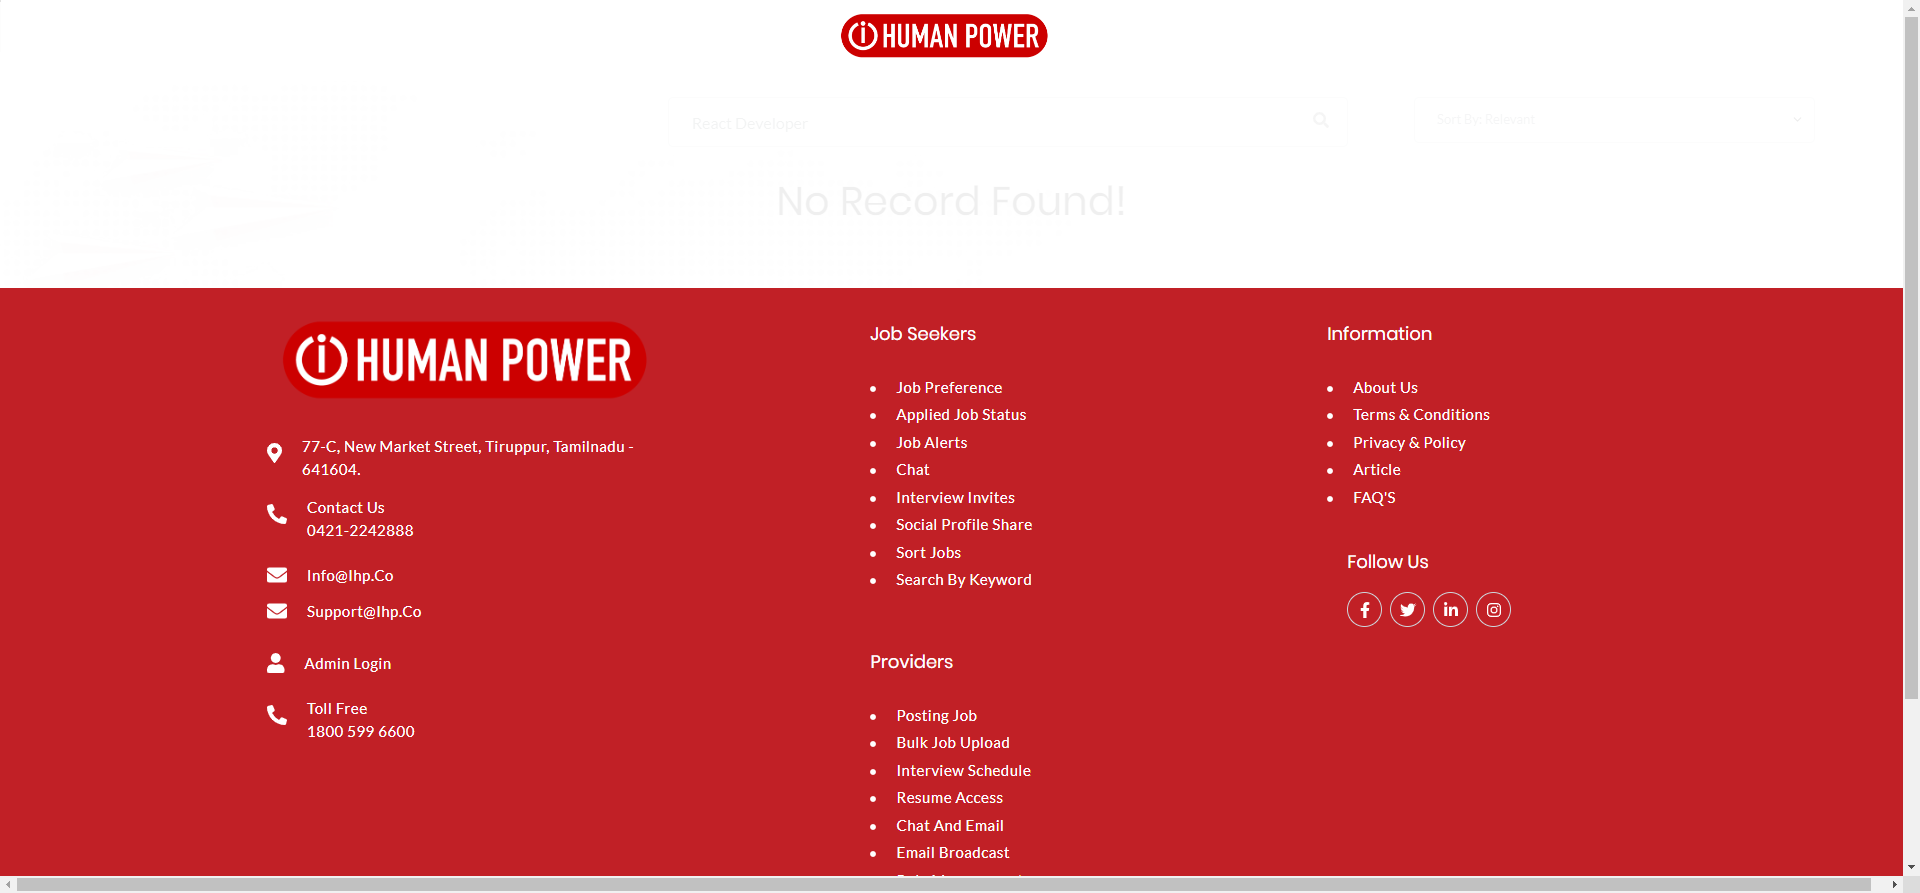 i HUMAN POWER
React Developer
Sort By: Relevant
No Record Found!
i HUMAN POWER
77-C, New Market Street, Tiruppur, Tamilnadu -
641604.
Contact Us
0421-2242888
Info@Ihp.Co
Support@Ihp.Co
Admin Login
Toll Free
1800 599 6600
Job Seekers
Job Preference
Applied Job Status
Job Alerts
Chat
Interview Invites
Social Profile Share
Sort Jobs
Search By Keyword
Providers
Posting Job
Bulk Job Upload
Interview Schedule
Resume Access
Chat And Email
Email Broadcast
Information
About Us
Terms & Conditions
Privacy & Policy
Article
FAQ'S
Follow Us